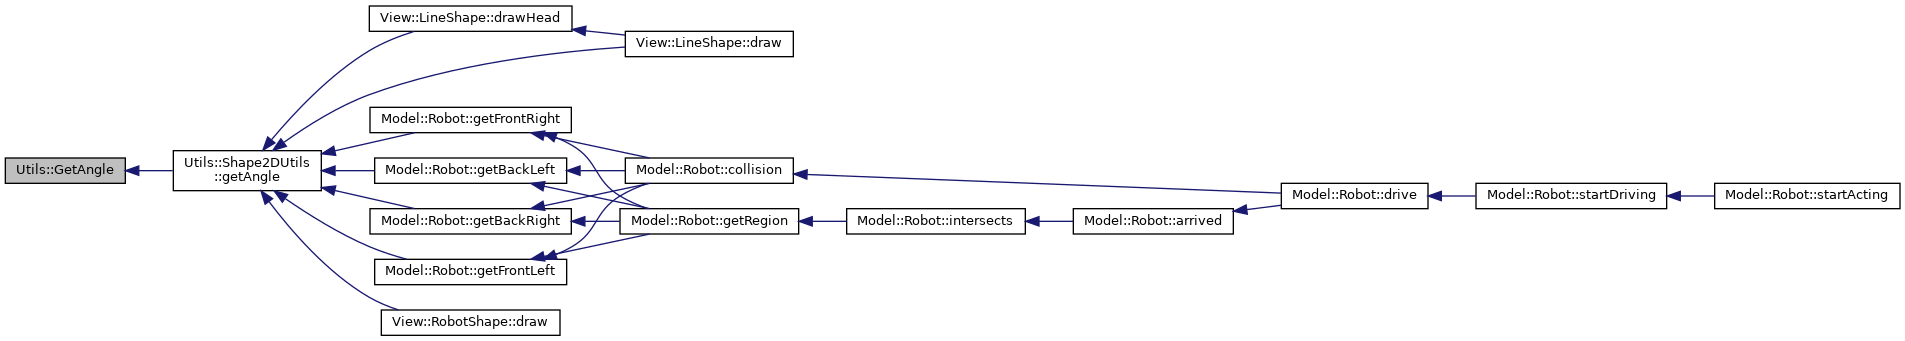 View::LineShape::drawHead
View::LineShape::draw
Model::Robot::getFrontRight
Utils::GetAngle
Utils::Shape2DUtils
::getAngle
Model::Robot::getBackLeft
Model::Robot::collision
Model::Robot::drive
Model::Robot::startDriving
Model::Robot::startActing
Model::Robot::getBackRight
Model::Robot::getRegion
Model::Robot::intersects
Model::Robot::arrived
Model::Robot::getFrontLeft
View::RobotShape::draw